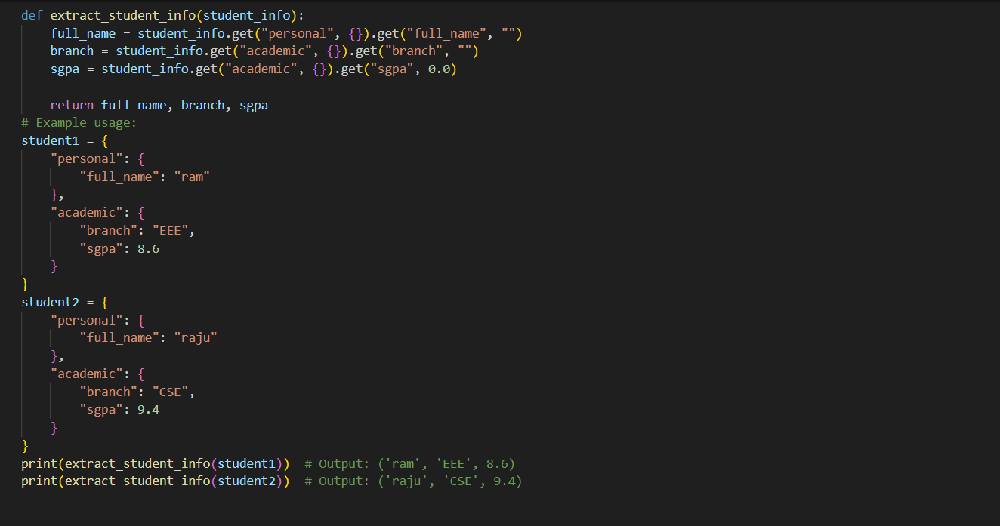 def extract_student_info(student_info):
    full_name = student_info.get("personal", {}).get("full_name", "")
    branch = student_info.get("academic", {}).get("branch", "")
    sgpa = student_info.get("academic", {}).get("sgpa", 0.0)

    return full_name, branch, sgpa
# Example usage:
student1 = {
    "personal": {
        "full_name": "ram"
    },
    "academic": {
        "branch": "EEE",
        "sgpa": 8.6
    }
}
student2 = {
    "personal": {
        "full_name": "raju"
    },
    "academic": {
        "branch": "CSE",
        "sgpa": 9.4
    }
}
print(extract_student_info(student1))  # Output: ('ram', 'EEE', 8.6)
print(extract_student_info(student2))  # Output: ('raju', 'CSE', 9.4)